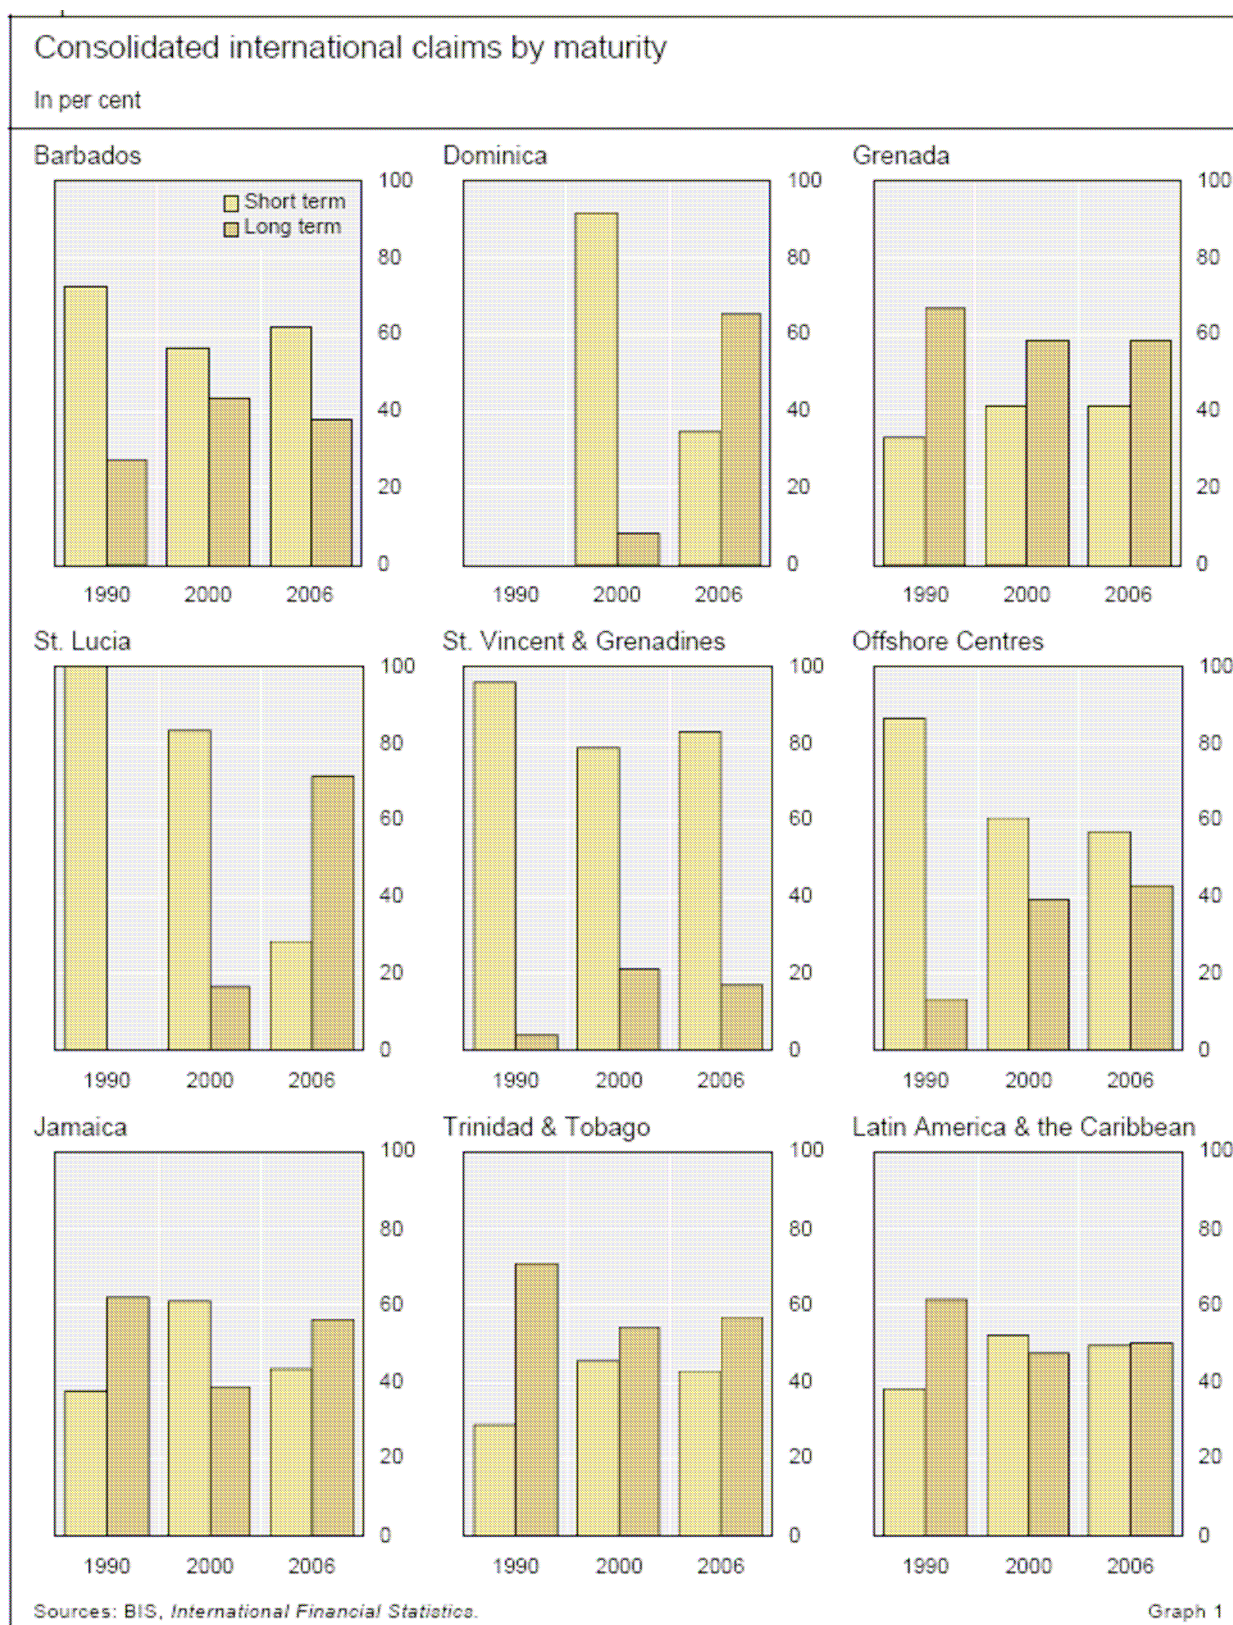 Consolidated international claims by maturity
In per cent
Barbados
Dominica
Grenada
Short term
Long term
100
80
60
40
20
0
100
80
60
40
20
0
100
80
60
40
20
0
1990 2000 2006
1990 2000 2006
1990 2000 2006
St. Lucia
St. Vincent & Grenadines
Offshore Centres
100
80
60
40
20
0
100
80
60
40
20
0
100
80
60
40
20
0
1990 2000 2006
1990 2000 2006
1990 2000 2006
Jamaica
Trinidad & Tobago
Latin America & the Caribbean
100
80
60
40
20
0
100
80
60
40
20
0
100
80
60
40
20
0
1990 2000 2006
1990 2000 2006
1990 2000 2006
Sources: BIS, International Financial Statistics.
Graph 1